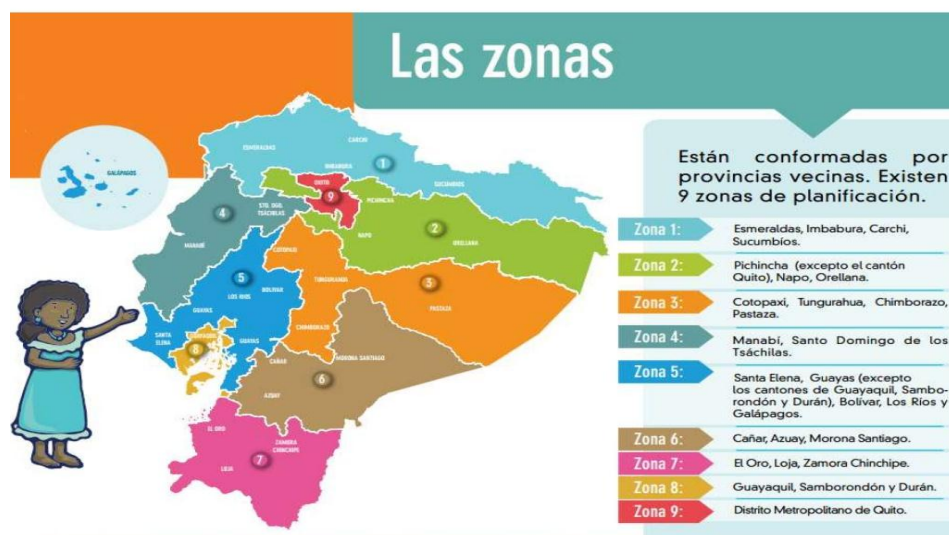 Las zonas
Están conformadas por
provincias vecinas. Existen
9 zonas de planificación.
Zona 1:
Esmeraldas, Imbabura, Carchi,
Sucumbíos.
Zona 2:
Pichincha (excepto el cantón
Quito), Napo, Orellana.
Zona 3:
Cotopaxi, Tungurahua, Chimborazo,
Pastaza.
Zona 4:
Manabí, Santo Domingo de los
Tsáchilas.
Zona 5:
Santa Elena, Guayas (excepto
los cantones de Guayaquil, Sambo-
rondón y Durán), Bolívar, Los Ríos y
Galápagos.
Zona 6:
Cañar, Azuay, Morona Santiago.
Zona 7:
El Oro, Loja, Zamora Chinchipe.
Zona 8:
Guayaquil, Samborondón y Durán.
Zona 9:
Distrito Metropolitano de Quito.
GALÁPAGOS
ESMERALDAS
CARCHI
IMBABURA
1
SUCUMBÍOS
QUITO
9
PICHINCHA
STO. DGO.
TSÁCHILAS
4
MANABÍ
NAPO
2
ORELLANA
COTOPAXI
5
TUNGURAHUA
BOLÍVAR
LOS RÍOS
3
PASTAZA
GUAYAS
CHIMBORAZO
SANTA
ELENA
8
GUAYAS
CAÑAR
MORONA SANTIAGO
6
AZUAY
EL ORO
ZAMORA
CHINCHIPE
7
LOJA